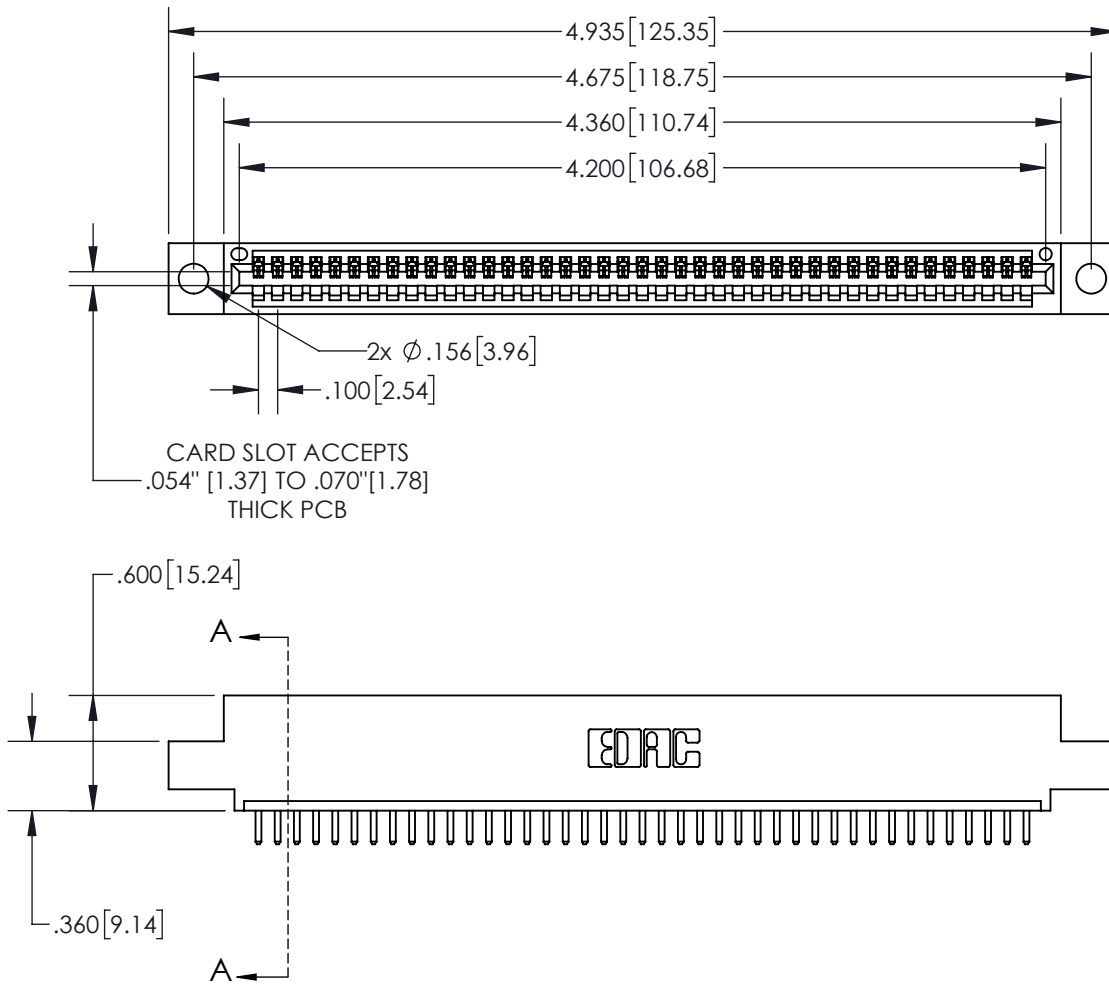 4.935[125.35]
4.675[118.75]
4.360[110.74]
4.200[106.68]
2x Ø.156[3.96]
.100[2.54]
CARD SLOT ACCEPTS
.054" [1.37] TO .070"[1.78]
THICK PCB
.600[15.24]
A
EDAC
.360[9.14]
A